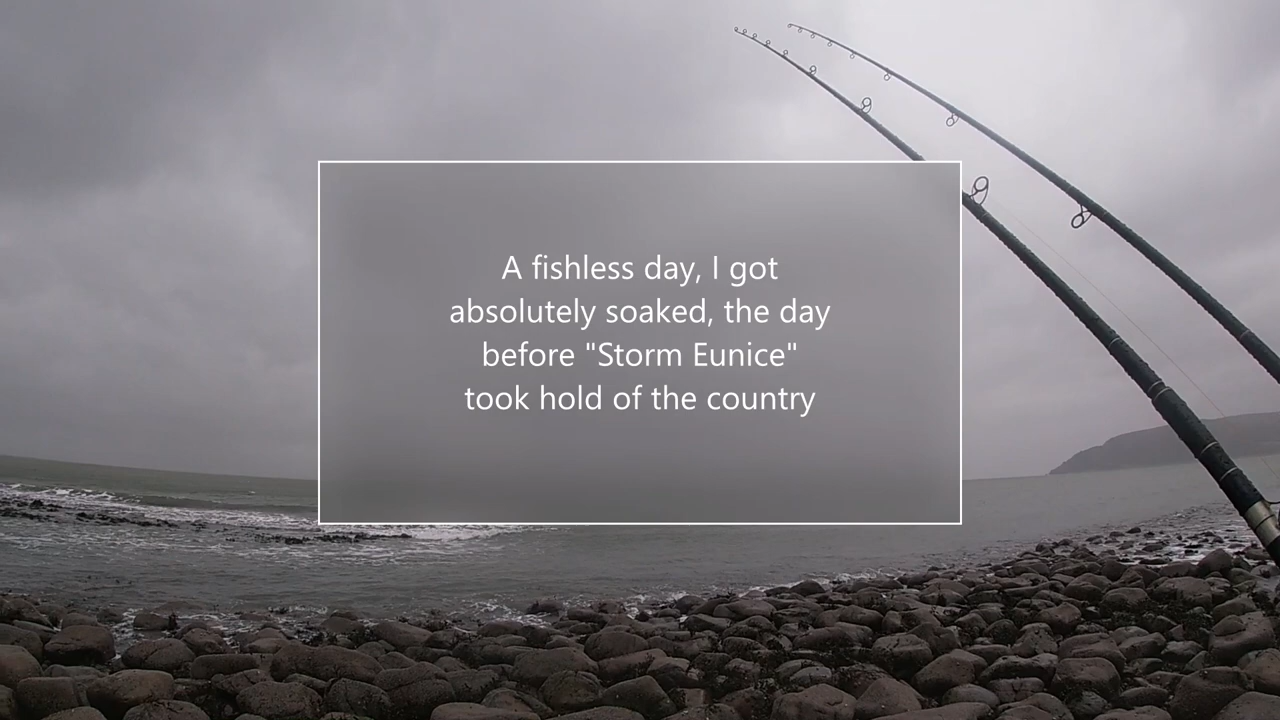 A fishless day, I got
absolutely soaked, the day
before "Storm Eunice"
took hold of the country